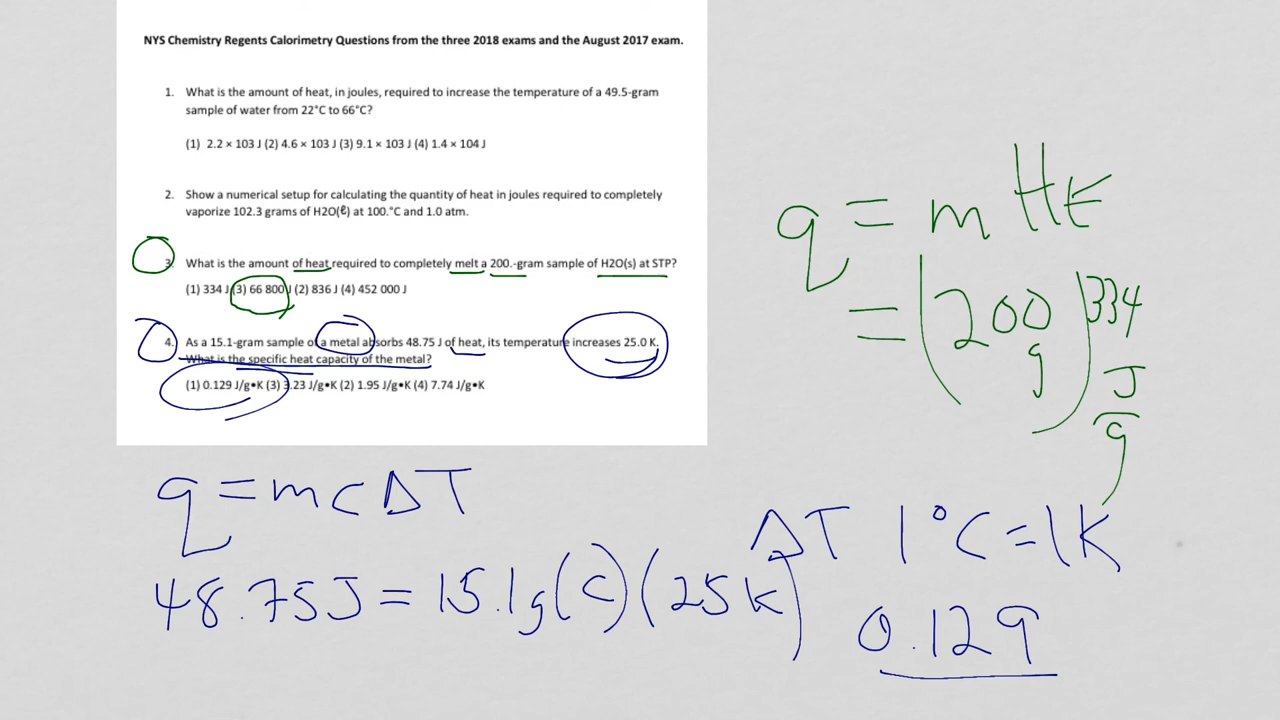 NYS Chemistry Regents Calorimetry Questions from the three 2018 exams and the August 2017 exam.
1. What is the amount of heat, in joules, required to increase the temperature of a 49.5-gram
sample of water from 22°C to 66°C?
(1) 2.2 × 103 J (2) 4.6 × 103 J (3) 9.1 × 103 J (4) 1.4 × 104 J
2. Show a numerical setup for calculating the quantity of heat in joules required to completely
vaporize 102.3 grams of H2O(ℓ) at 100.°C and 1.0 atm.
3. What is the amount of heat required to completely melt a 200.-gram sample of H2O(s) at STP?
(1) 334 J (3) 66 800 J (2) 836 J (4) 452 000 J
4. As a 15.1-gram sample of a metal absorbs 48.75 J of heat, its temperature increases 25.0 K.
What is the specific heat capacity of the metal?
(1) 0.129 J/g•K (3) 3.23 J/g•K (2) 1.95 J/g•K (4) 7.74 J/g•K
q = m Hf
= (200 g) 334 J/g
q = mcΔT
ΔT 1°C = 1K
48.75J = 15.1g (c) (25K)
0.129